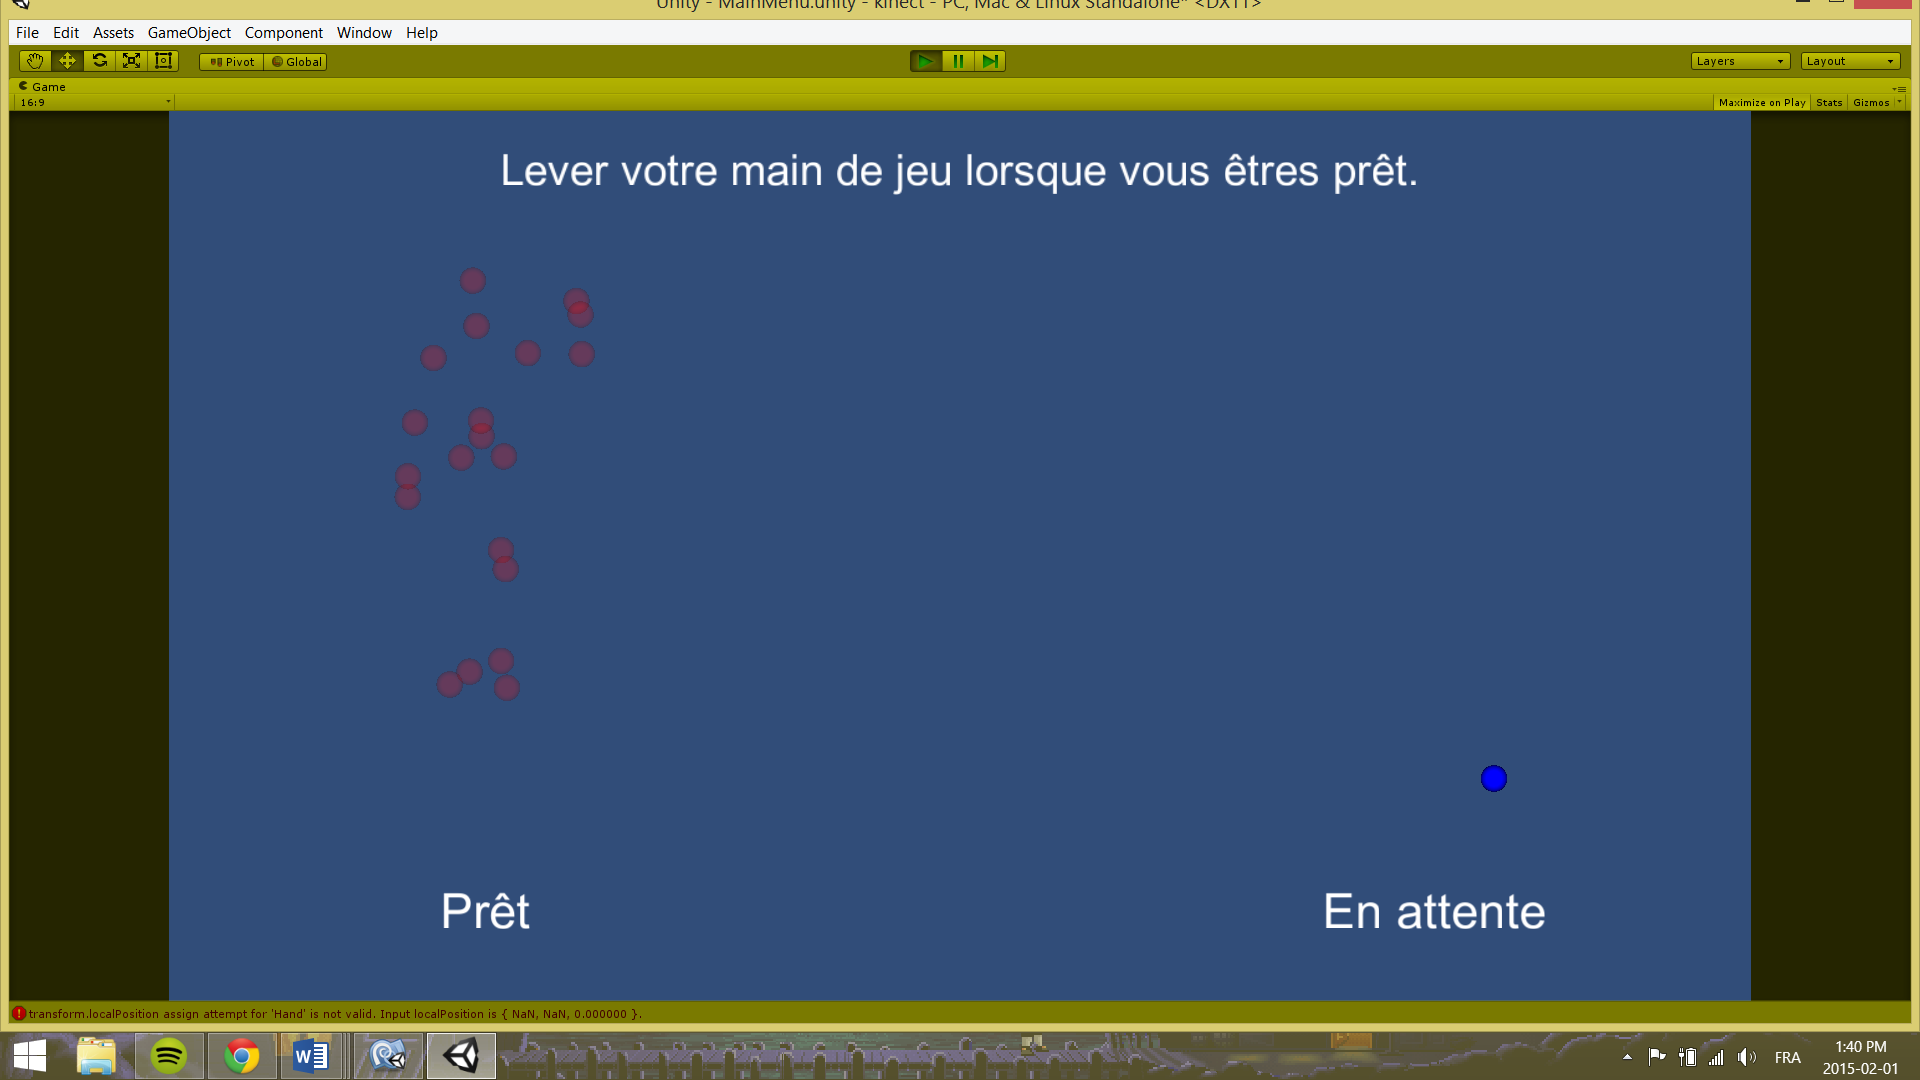 Unity - MainMenu.unity - kinect - PC, Mac & Linux Standalone* <DX11>
File Edit Assets GameObject Component Window Help
Pivot Global Layers Layout
Game
16:9 Maximize on Play Stats Gizmos
Lever votre main de jeu lorsque vous êtres prêt.
Prêt En attente
transform.localPosition assign attempt for 'Hand' is not valid. Input localPosition is { NaN, NaN, 0.000000 }.
FRA
1:40 PM
2015-02-01